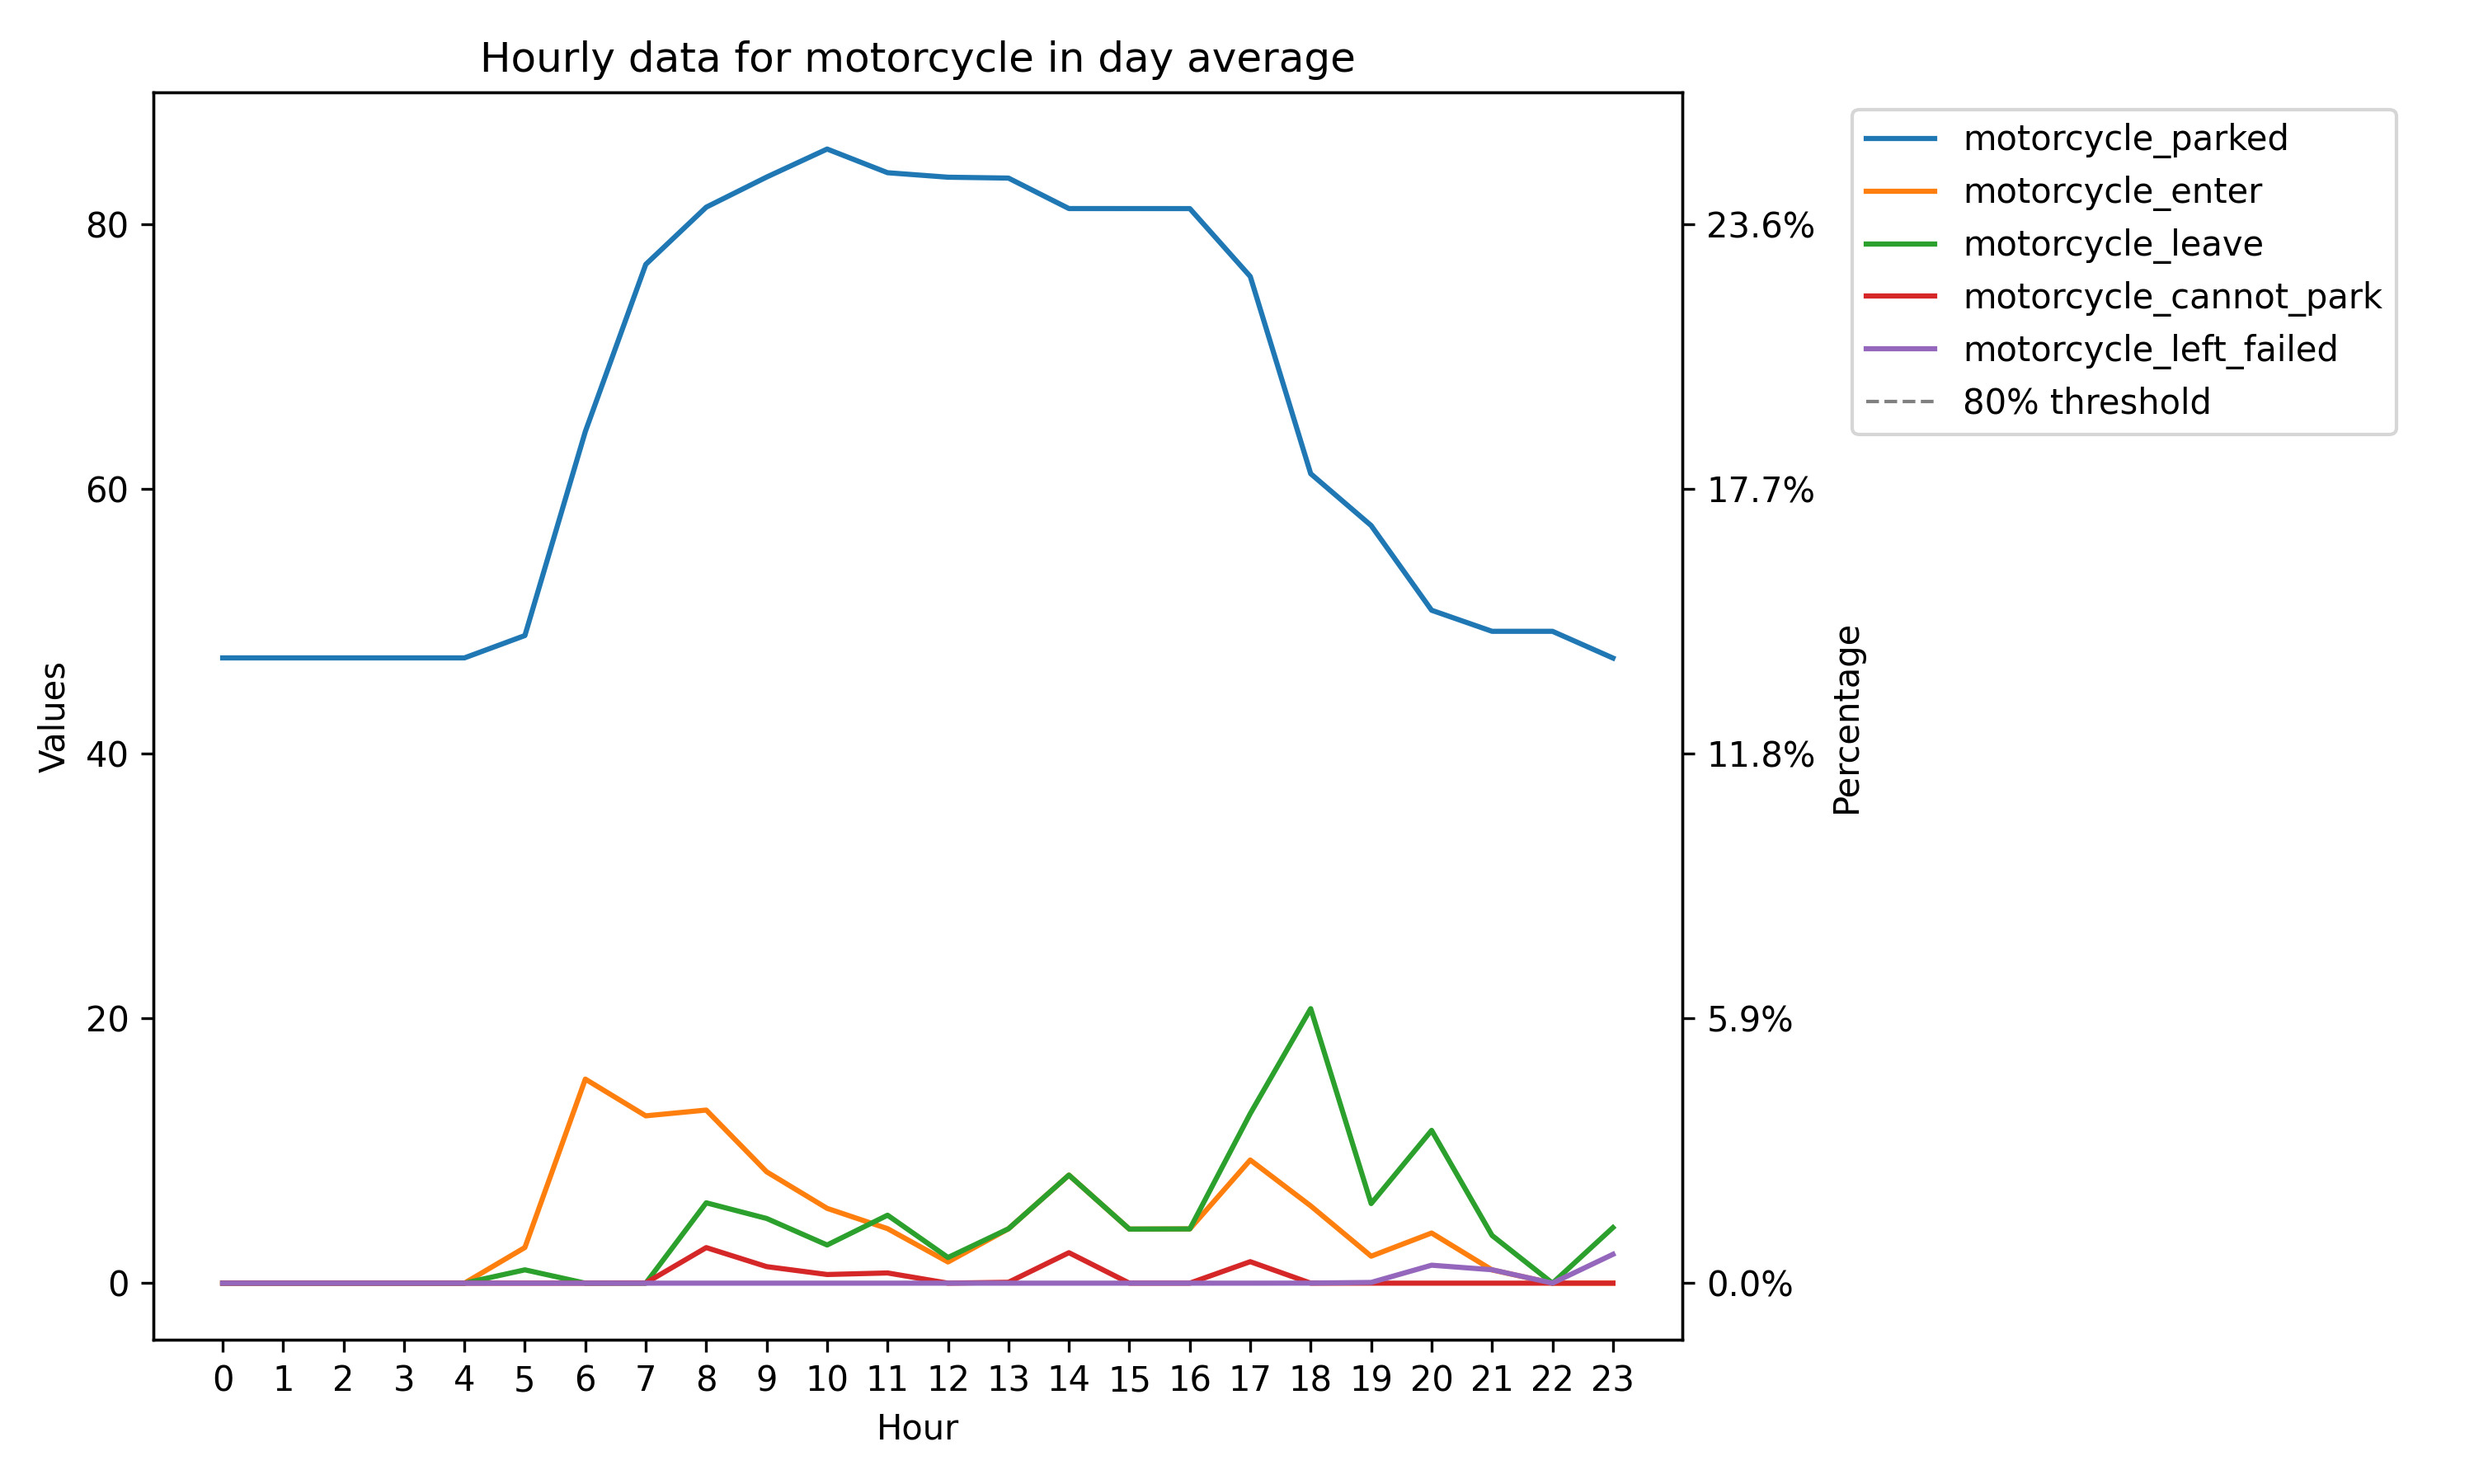 Hourly data for motorcycle in day average
motorcycle_parked
motorcycle_enter
motorcycle_leave
motorcycle_cannot_park
motorcycle_left_failed
80% threshold
Values
80
60
40
20
0
23.6%
17.7%
11.8%
5.9%
0.0%
Percentage
0 1 2 3 4 5 6 7 8 9 10 11 12 13 14 15 16 17 18 19 20 21 22 23
Hour